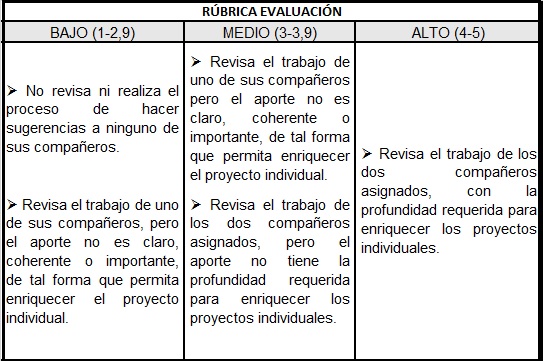 RÚBRICA EVALUACIÓN
BAJO (1-2,9)
MEDIO (3-3,9)
ALTO (4-5)
➢ No revisa ni realiza el
proceso de hacer
sugerencias a ninguno de
sus compañeros.
➢ Revisa el trabajo de uno
de sus compañeros, pero
el aporte no es claro,
coherente o importante,
de tal forma que permita
enriquecer el proyecto
individual.
➢ Revisa el trabajo de
uno de sus compañeros
pero el aporte no es
claro, coherente o
importante, de tal forma
que permita enriquecer
el proyecto individual.
➢ Revisa el trabajo de
los dos compañeros
asignados, pero el
aporte no tiene la
profundidad requerida
para enriquecer los
proyectos individuales.
➢ Revisa el trabajo de los
dos compañeros
asignados, con la
profundidad requerida para
enriquecer los proyectos
individuales.